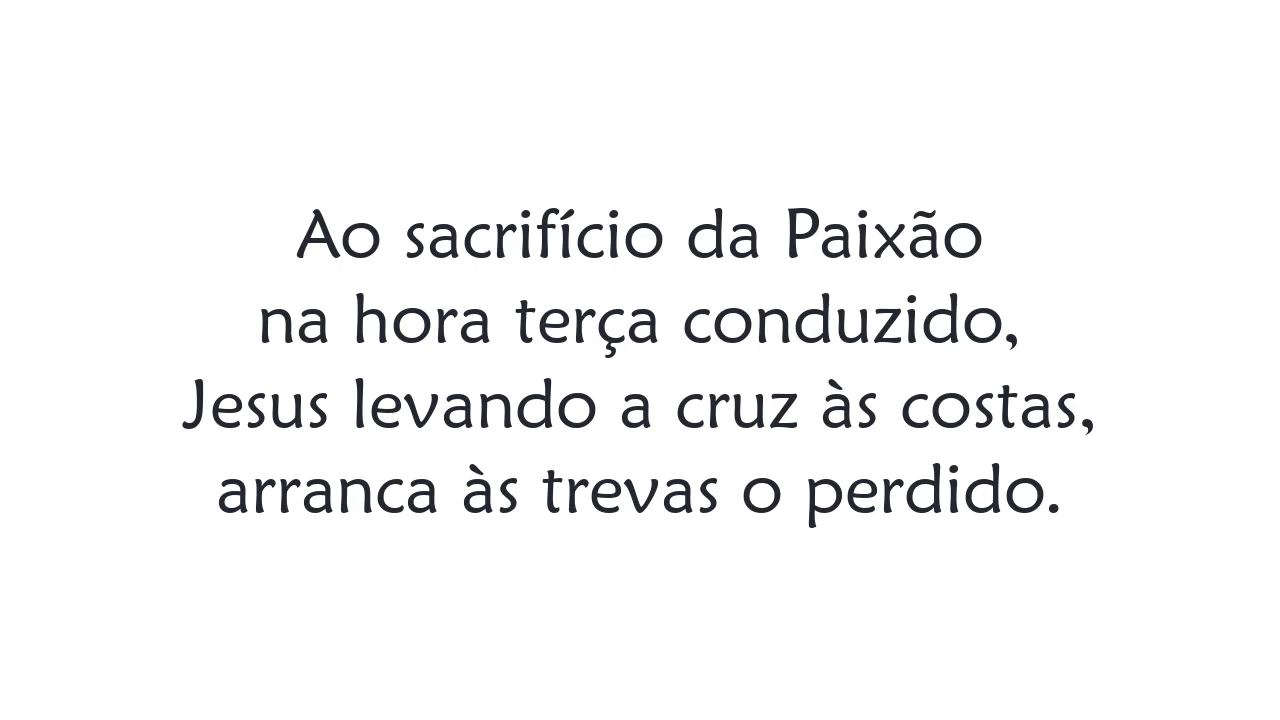 Ao sacrifício da Paixão
na hora terça conduzido,
Jesus levando a cruz às costas,
arranca às trevas o perdido.